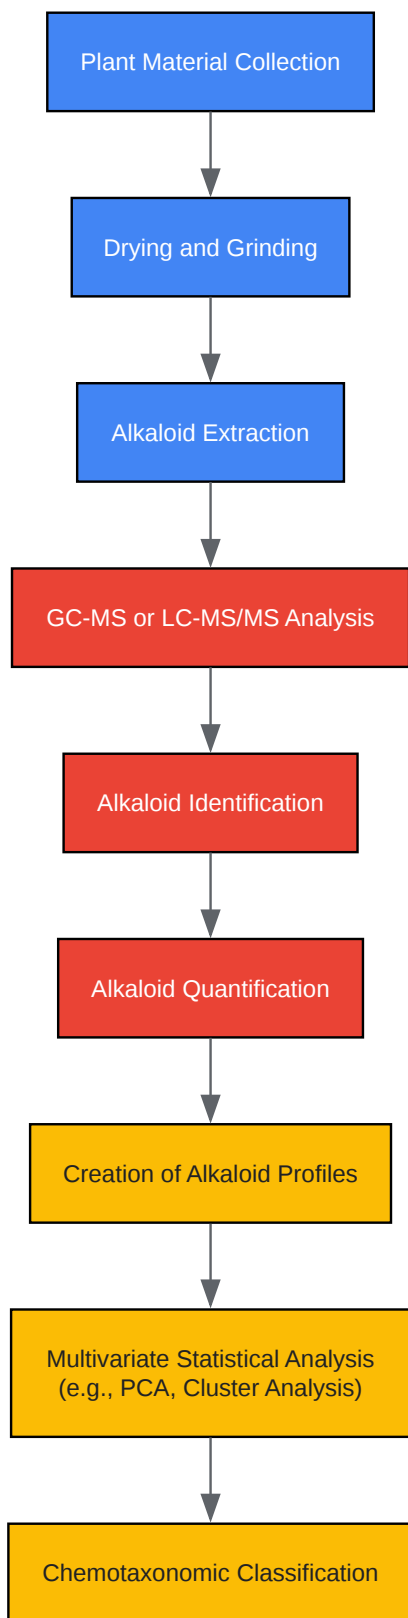 Plant Material Collection
Drying and Grinding
Alkaloid Extraction
GC-MS or LC-MS/MS Analysis
Alkaloid Identification
Alkaloid Quantification
Creation of Alkaloid Profiles
Multivariate Statistical Analysis
(e.g., PCA, Cluster Analysis)
Chemotaxonomic Classification